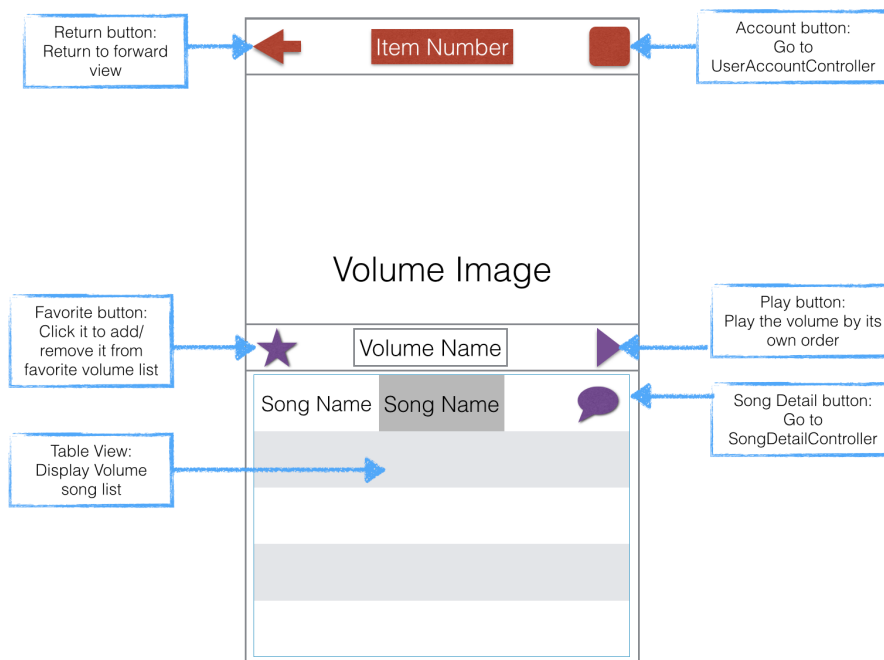 Return button:
Return to forward
view
Item Number
Account button:
Go to
UserAccountController
Volume Image
Favorite button:
Click it to add/
remove it from
favorite volume list
Volume Name
Play button:
Play the volume by its
own order
Song Name
Song Name
Song Detail button:
Go to
SongDetailController
Table View:
Display Volume
song list